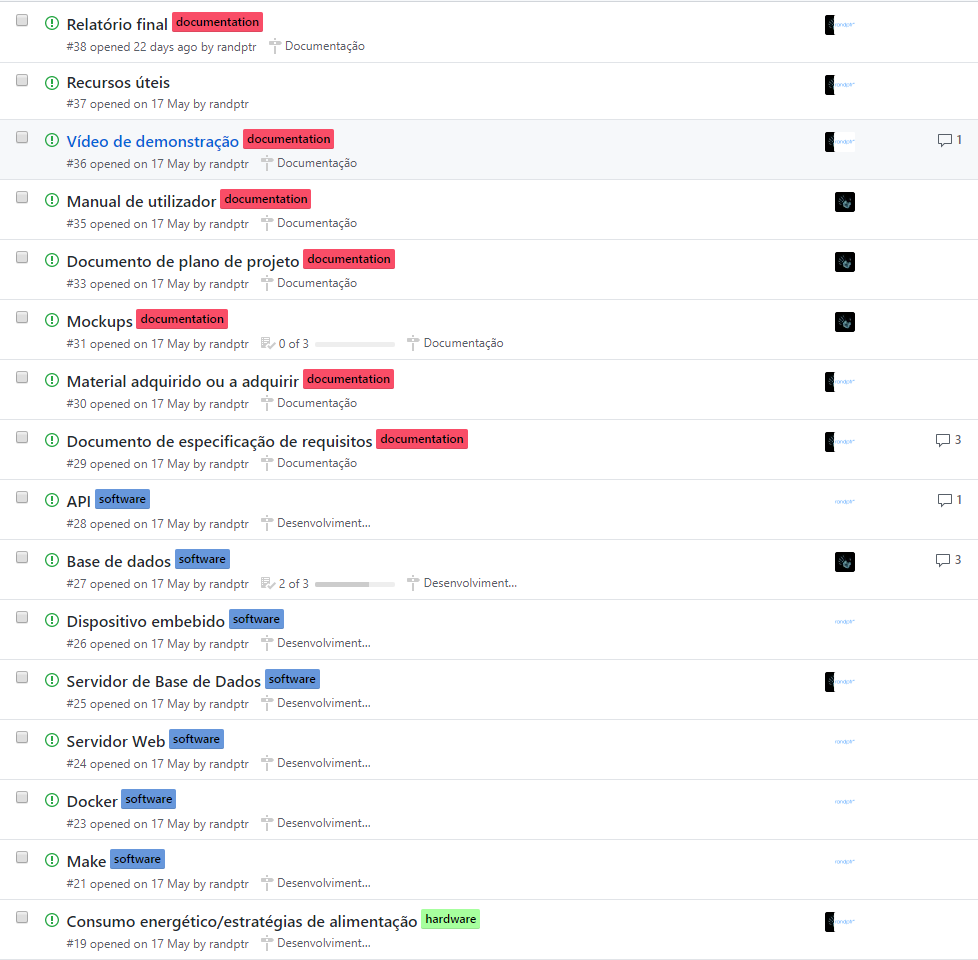 Relatório final documentation
#38 opened 22 days ago by randptr Documentação
Recursos úteis
#37 opened on 17 May by randptr
Vídeo de demonstração documentation 1
#36 opened on 17 May by randptr Documentação
Manual de utilizador documentation
#35 opened on 17 May by randptr Documentação
Documento de plano de projeto documentation
#33 opened on 17 May by randptr Documentação
Mockups documentation
#31 opened on 17 May by randptr 0 of 3 Documentação
Material adquirido ou a adquirir documentation
#30 opened on 17 May by randptr Documentação
Documento de especificação de requisitos documentation 3
#29 opened on 17 May by randptr Documentação
API software 1
#28 opened on 17 May by randptr Desenvolviment...
Base de dados software 3
#27 opened on 17 May by randptr 2 of 3 Desenvolviment...
Dispositivo embebido software
#26 opened on 17 May by randptr Desenvolviment...
Servidor de Base de Dados software
#25 opened on 17 May by randptr Desenvolviment...
Servidor Web software
#24 opened on 17 May by randptr Desenvolviment...
Docker software
#23 opened on 17 May by randptr Desenvolviment...
Make software
#21 opened on 17 May by randptr Desenvolviment...
Consumo energético/estratégias de alimentação hardware
#19 opened on 17 May by randptr Desenvolviment...